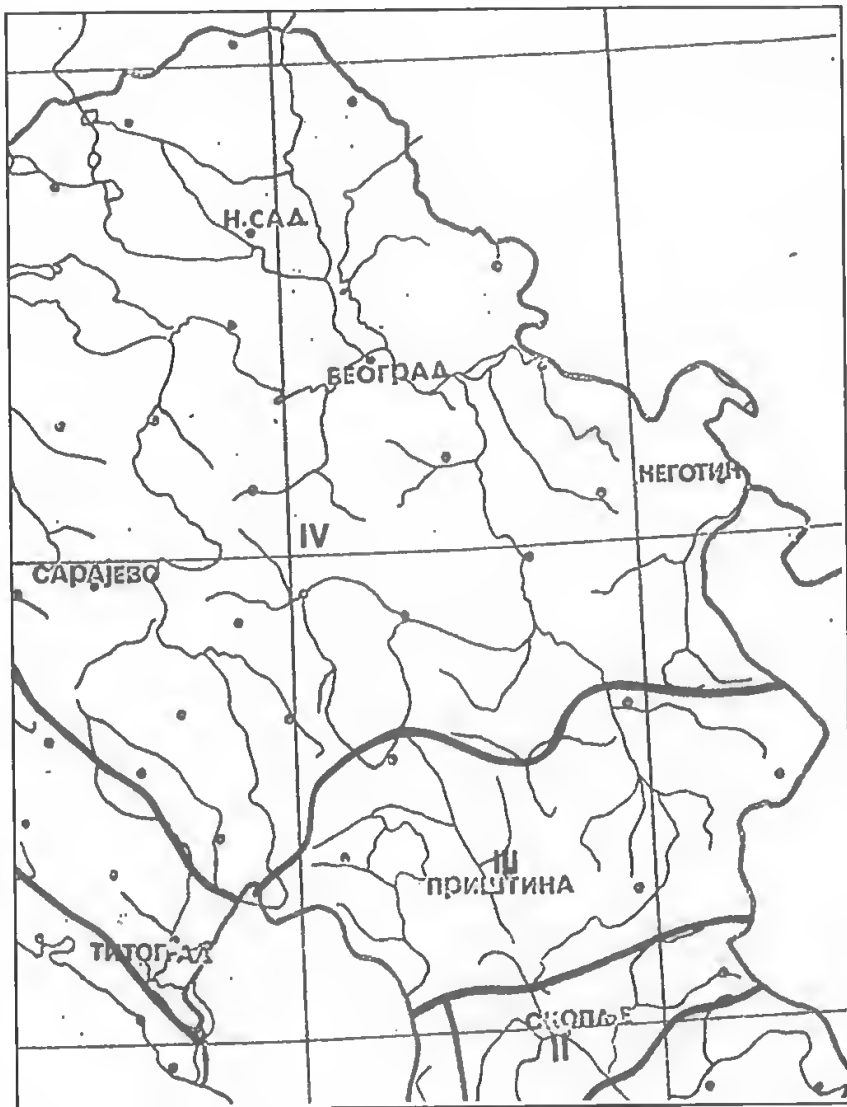 Н.САД
БЕОГРАД
НЕГОТИН
IV
САРАЈЕВО
III
ПРИШТИНА
ТИТОГРАД
СКОПЉЕ
II